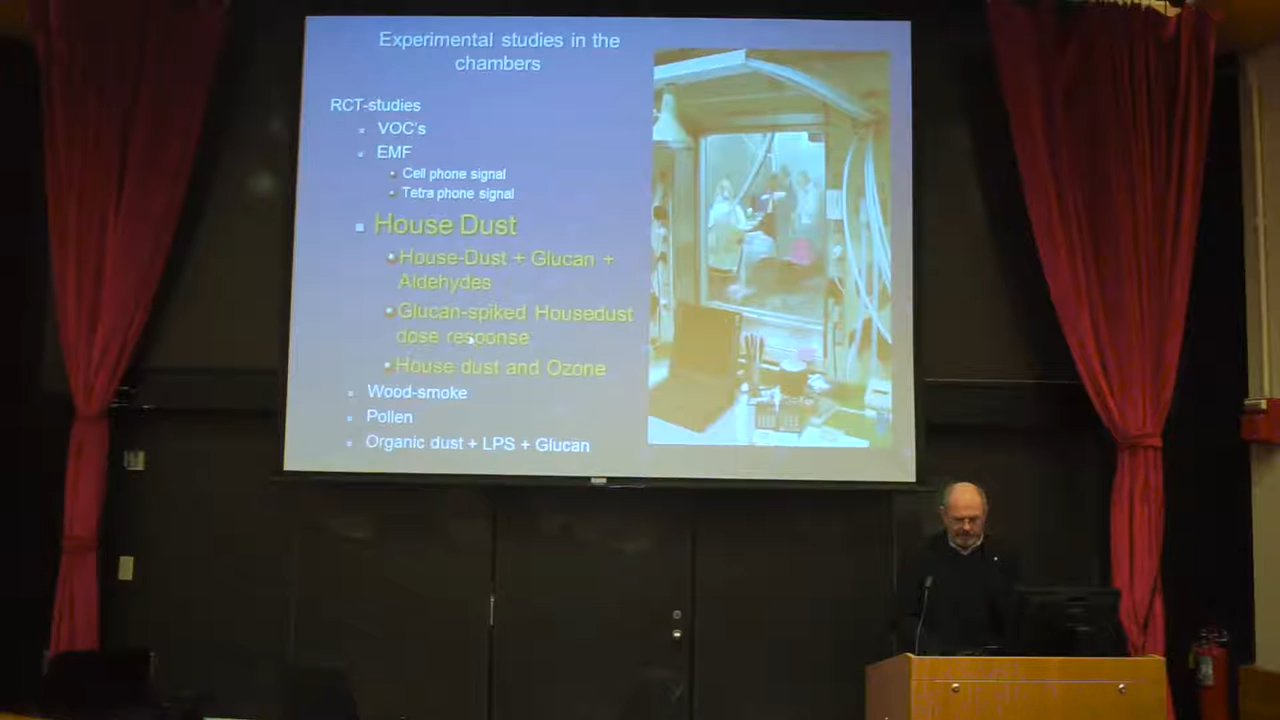 Experimental studies in the
chambers
RCT-studies
VOC's
EMF
Cell phone signal
Tetra phone signal
House Dust
House-Dust + Glucan +
Aldehydes
Glucan-spiked Housedust
dose response
House dust and Ozone
Wood-smoke
Pollen
Organic dust + LPS + Glucan